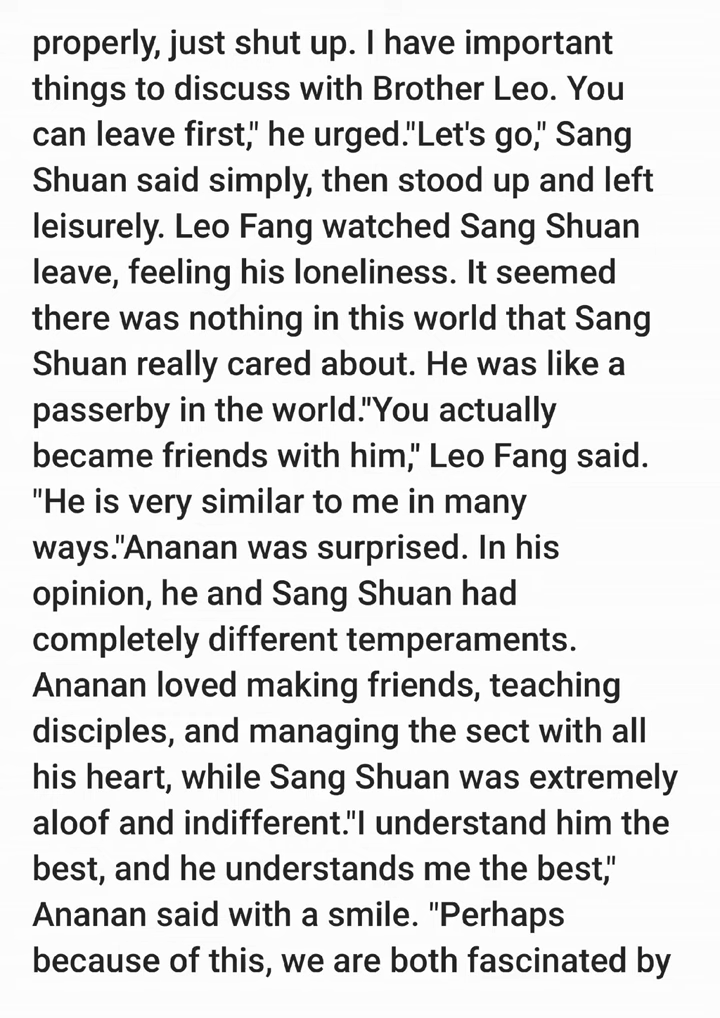 properly, just shut up. I have important
things to discuss with Brother Leo. You
can leave first," he urged."Let's go," Sang
Shuan said simply, then stood up and left
leisurely. Leo Fang watched Sang Shuan
leave, feeling his loneliness. It seemed
there was nothing in this world that Sang
Shuan really cared about. He was like a
passerby in the world."You actually
became friends with him," Leo Fang said.
"He is very similar to me in many
ways."Ananan was surprised. In his
opinion, he and Sang Shuan had
completely different temperaments.
Ananan loved making friends, teaching
disciples, and managing the sect with all
his heart, while Sang Shuan was extremely
aloof and indifferent."I understand him the
best, and he understands me the best,"
Ananan said with a smile. "Perhaps
because of this, we are both fascinated by